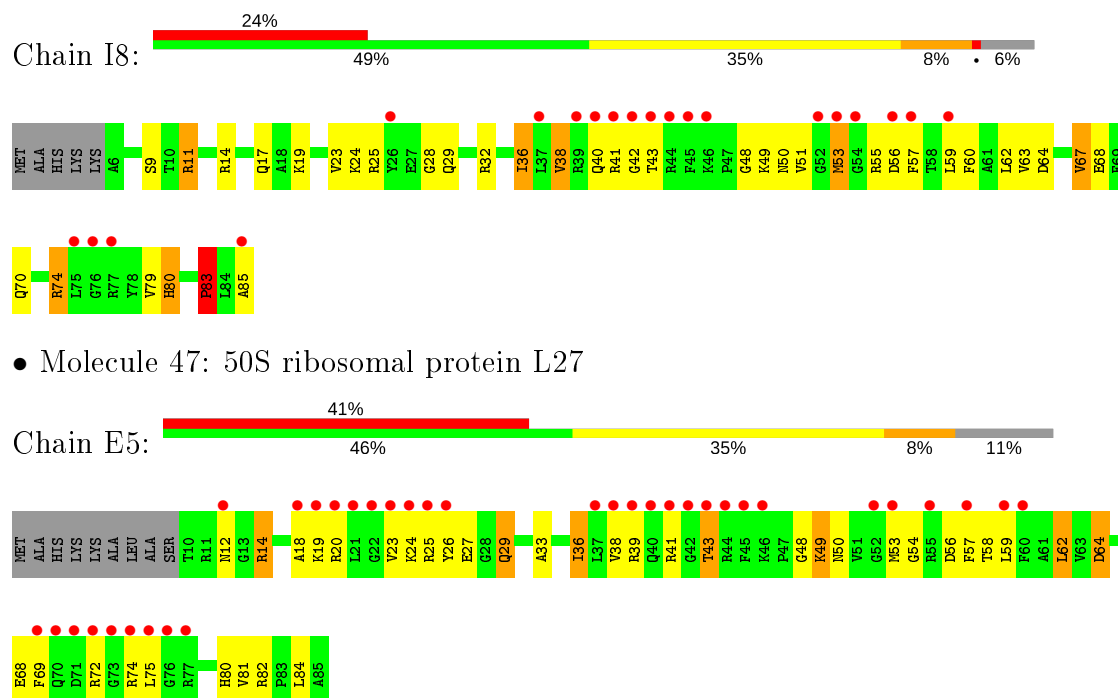 24%
Chain I8:
49% 35% 8% • 6%
MET ALA HIS LYS LYS A6 S9 T10 R11 R14 Q17 A18 K19 V23 K24 R25 Y26 E27 G28 Q29 R32 I36 L37 V38 R39 Q40 R41 G42 T43 R44 F45 K46 P47 G48 K49 N50 V51 G52 M53 G54 R55 D56 F57 T58 L59 F60 A61 L62 V63 D64 V67 E68 F69
Q70 R74 L75 G76 R77 Y78 V79 H80 P83 L84 A85
• Molecule 47: 50S ribosomal protein L27
41%
Chain E5:
46% 35% 8% 11%
MET ALA HIS LYS LYS ALA LEU ALA SER T10 R11 N12 G13 R14 A18 K19 R20 L21 G22 V23 K24 R25 Y26 E27 G28 Q29 A33 I36 L37 V38 R39 Q40 R41 G42 T43 R44 F45 K46 P47 G48 K49 N50 V51 G52 M53 G54 R55 D56 F57 T58 L59 F60 A61 L62 V63 D64
E68 F69 Q70 D71 R72 G73 R74 L75 G76 R77 H80 V81 R82 P83 L84 A85